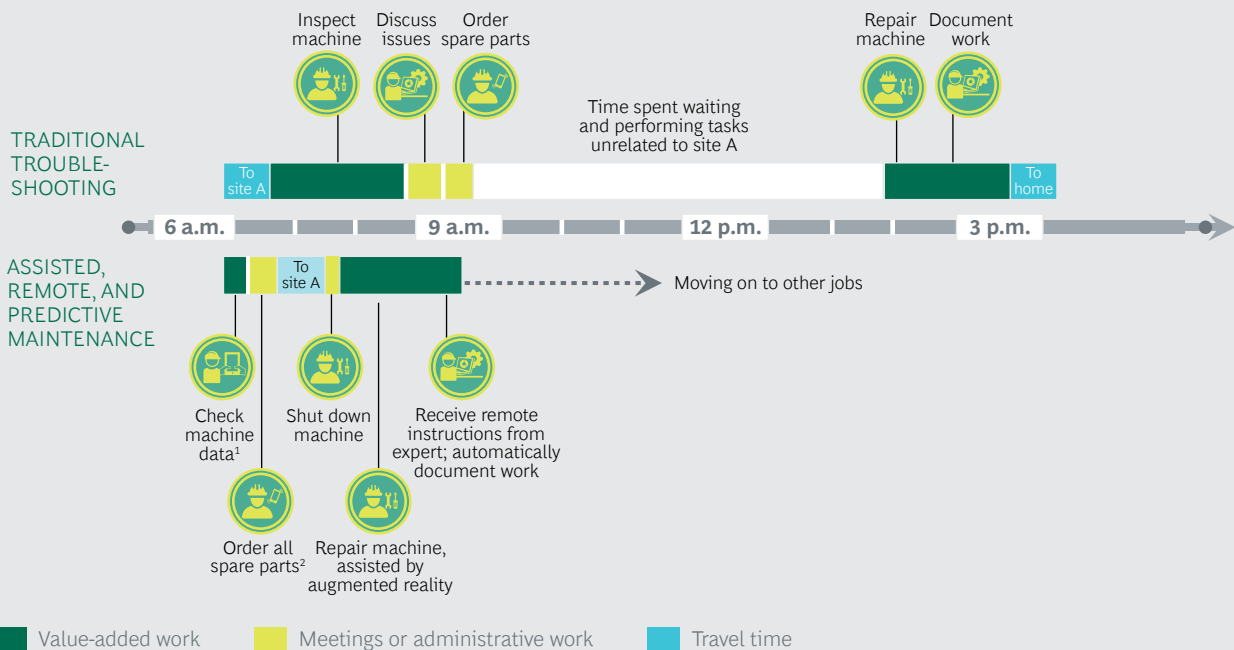 Inspect
machine
Discuss
issues
Order
spare parts
Repair
machine
Document
work
Time spent waiting
and performing tasks
unrelated to site A
TRADITIONAL
TROUBLE-
SHOOTING
To
site A
To
home
6 a.m.
9 a.m.
12 p.m.
3 p.m.
ASSISTED,
REMOTE, AND
PREDICTIVE
MAINTENANCE
To
site A
Moving on to other jobs
Check
machine
data¹
Shut down
machine
Receive remote
instructions from
expert; automatically
document work
Order all
spare parts²
Repair machine,
assisted by
augmented reality
Value-added work
Meetings or administrative work
Travel time